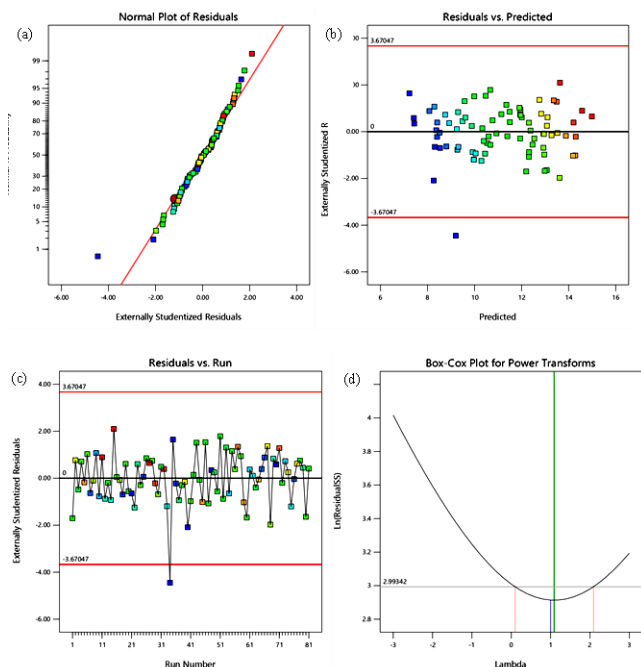 Normal Plot of Residuals
(a)
99
95
90
80
70
50
30
20
10
5
1
-6.00 -4.00 -2.00 0.00 2.00 4.00
Externally Studentized Residuals
Residuals vs. Predicted
(b)
3.67047
0.00
0
-2.00
-3.67047
-4.00
-6.00
Externally Studentized R
6 8 10 12 14 16
Predicted
Residuals vs. Run
(c)
4.00
3.67047
2.00
0.00
0
-2.00
-3.67047
-4.00
-6.00
Externally Studentized Residuals
1 11 21 31 41 51 61 71 81
Run Number
Box-Cox Plot for Power Transforms
(d)
4
3.8
3.6
3.4
3.2
2.99342
3
2.8
Ln(ResidualSS)
-3 -2 -1 0 1 2 3
Lambda